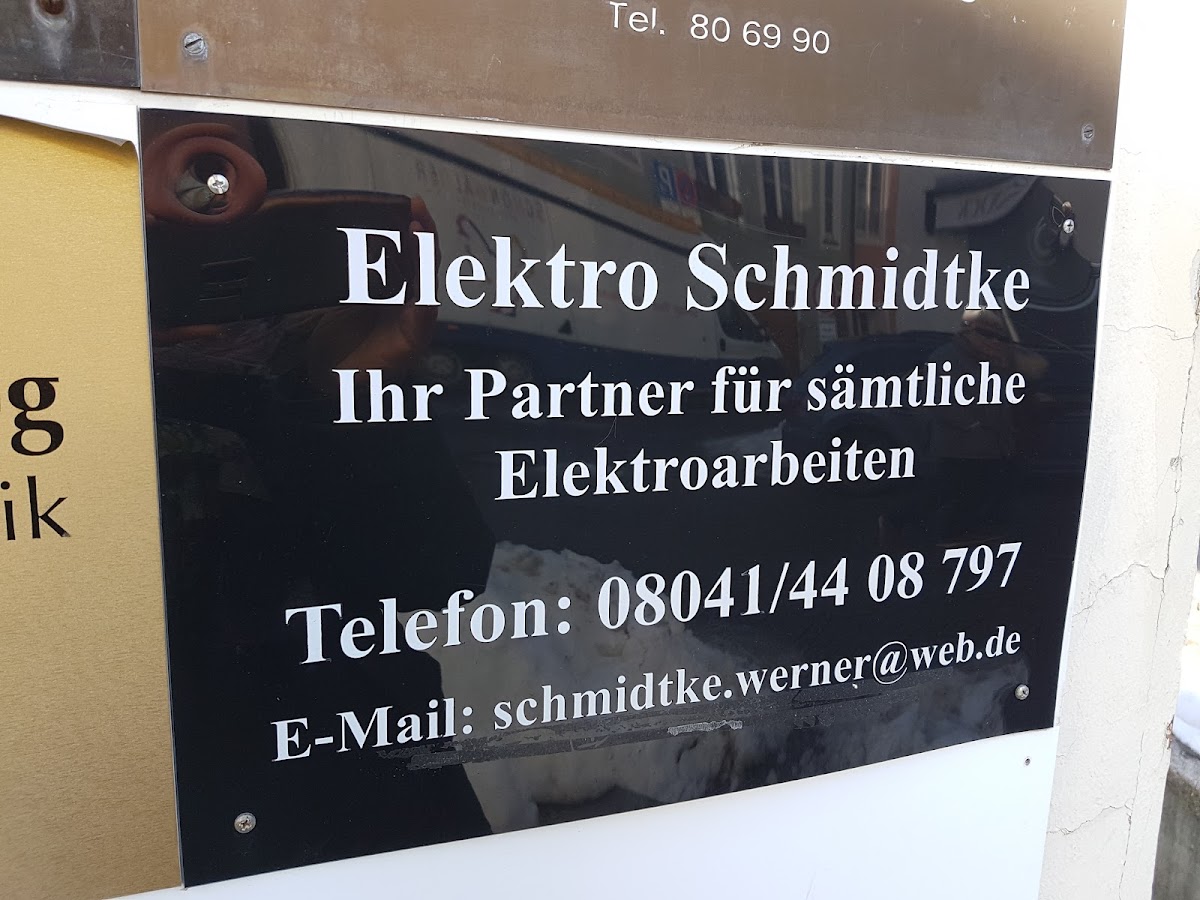 Tel. 80 69 90
Elektro Schmidtke
Ihr Partner für sämtliche
Elektroarbeiten
Telefon: 08041/44 08 797
E-Mail: schmidtke.werner@web.de